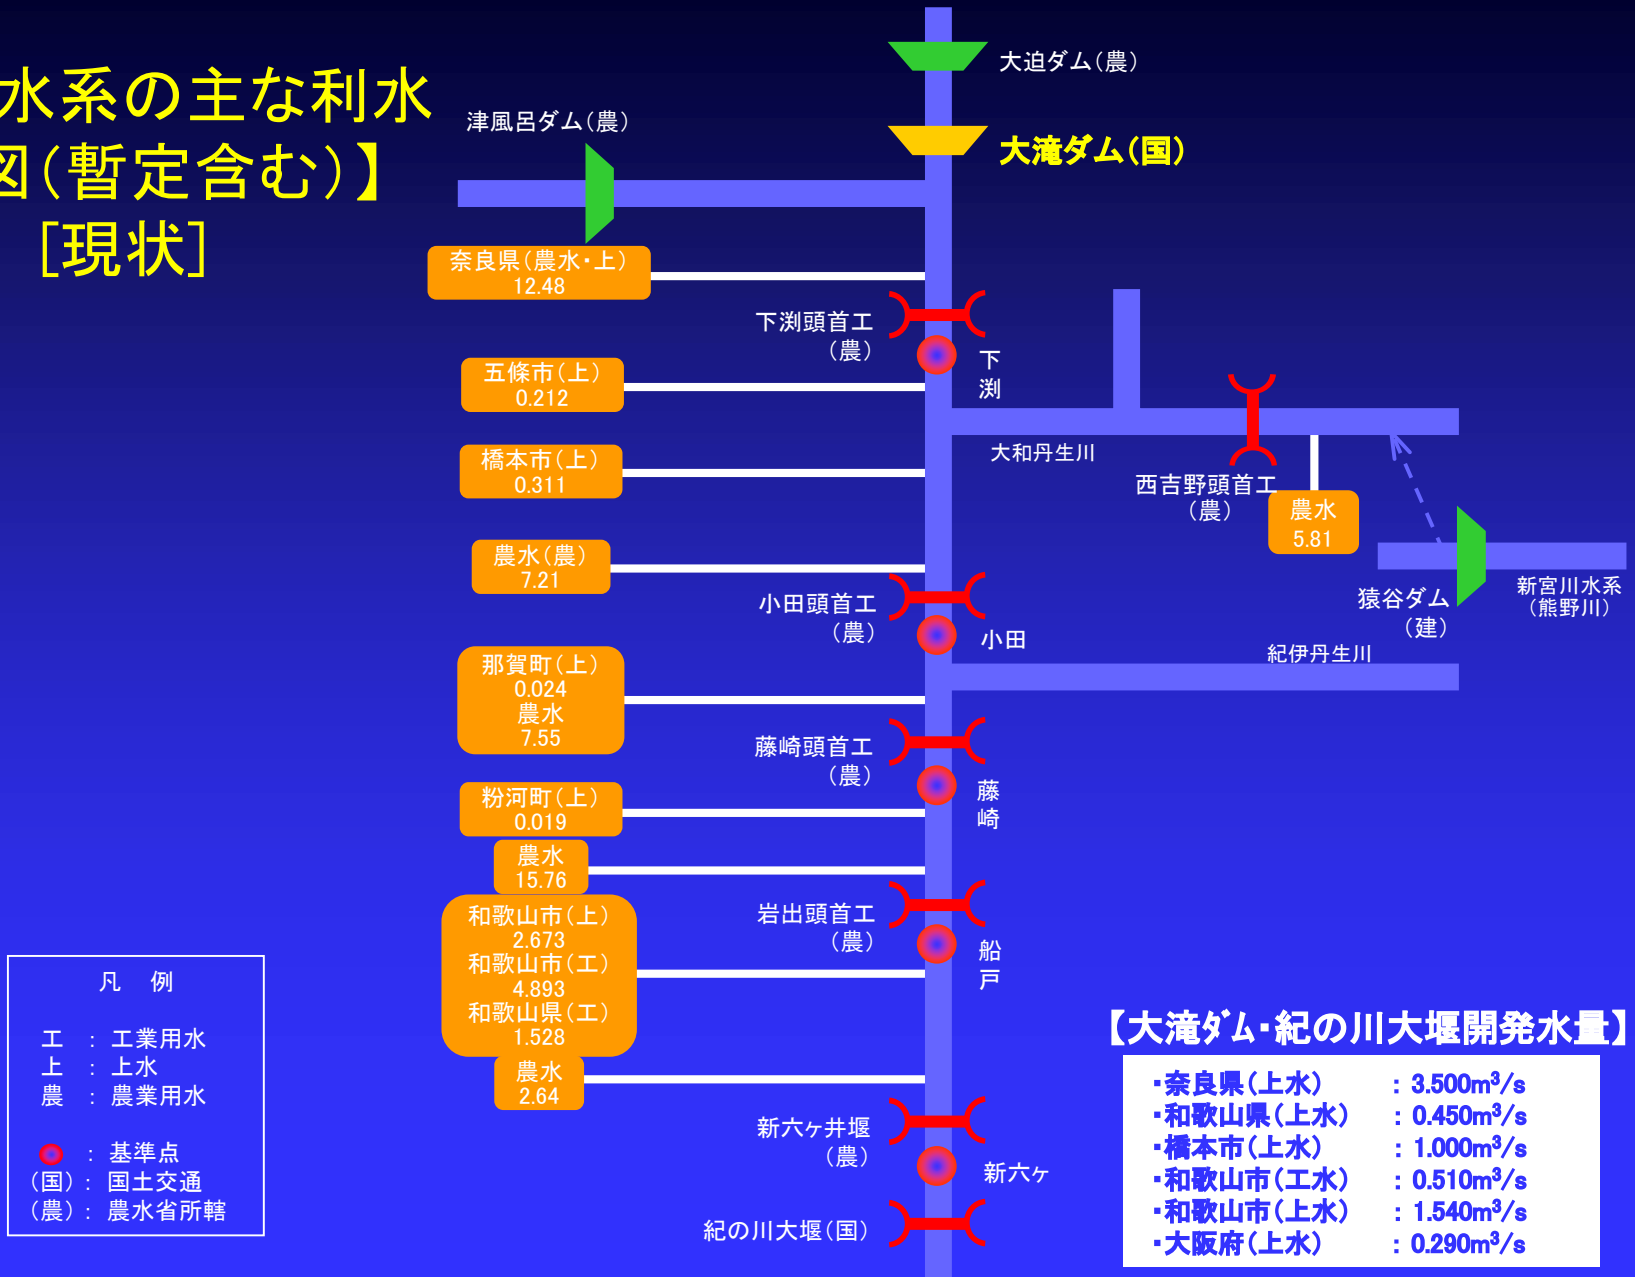 水系の主な利水
図(暫定含む)】
[現状]
大迫ダム(農)
津風呂ダム(農)
大滝ダム(国)
奈良県(農水・上)
12.48
下渕頭首工
(農)
下
渕
五條市(上)
0.212
大和丹生川
橋本市(上)
0.311
西吉野頭首工
(農)
農水
5.81
農水(農)
7.21
小田頭首工
(農)
小田
猿谷ダム
(建)
新宮川水系
(熊野川)
紀伊丹生川
那賀町(上)
0.024
農水
7.55
藤崎頭首工
(農)
藤
崎
粉河町(上)
0.019
農水
15.76
和歌山市(上)
2.673
和歌山市(工)
4.893
和歌山県(工)
1.528
岩出頭首工
(農)
船
戸
農水
2.64
新六ヶ井堰
(農)
新六ヶ
紀の川大堰(国)
凡 例
工 : 工業用水
上 : 上水
農 : 農業用水
: 基準点
(国): 国土交通
(農): 農水省所轄
【大滝ダム・紀の川大堰開発水量】
・奈良県(上水) : 3.500m³/s
・和歌山県(上水) : 0.450m³/s
・橋本市(上水) : 1.000m³/s
・和歌山市(工水) : 0.510m³/s
・和歌山市(上水) : 1.540m³/s
・大阪府(上水) : 0.290m³/s